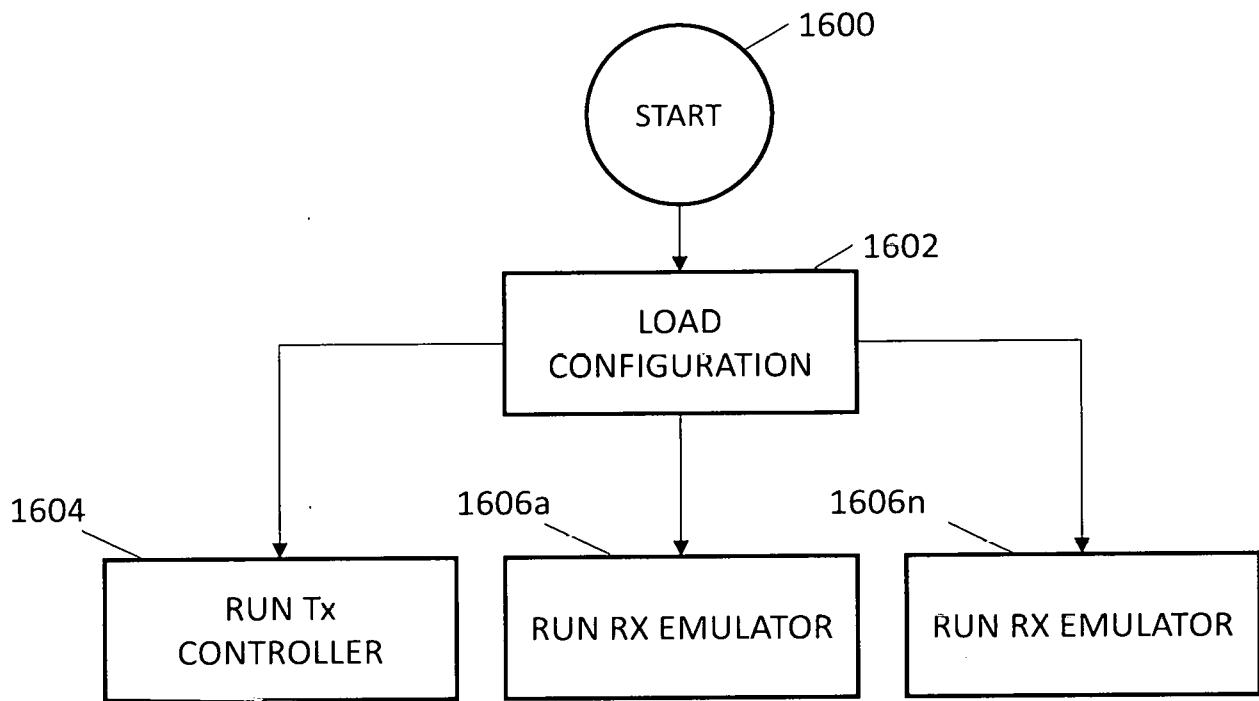 1600
START
1602
LOAD
CONFIGURATION
1604
1606a
1606n
RUN Tx
CONTROLLER
RUN RX EMULATOR
RUN RX EMULATOR